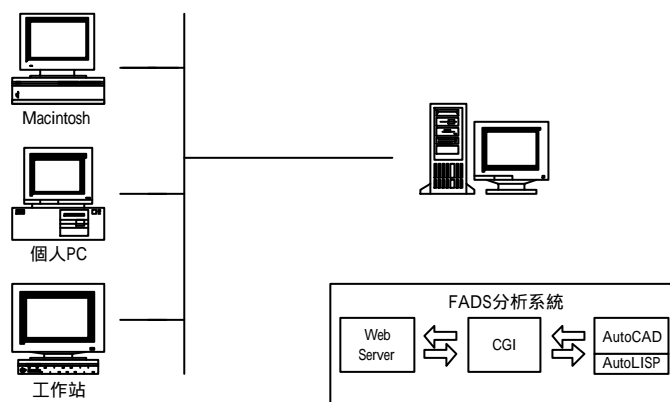 Macintosh
個人PC
工作站
FADS分析系統
Web
Server
CGI
AutoCAD
AutoLISP